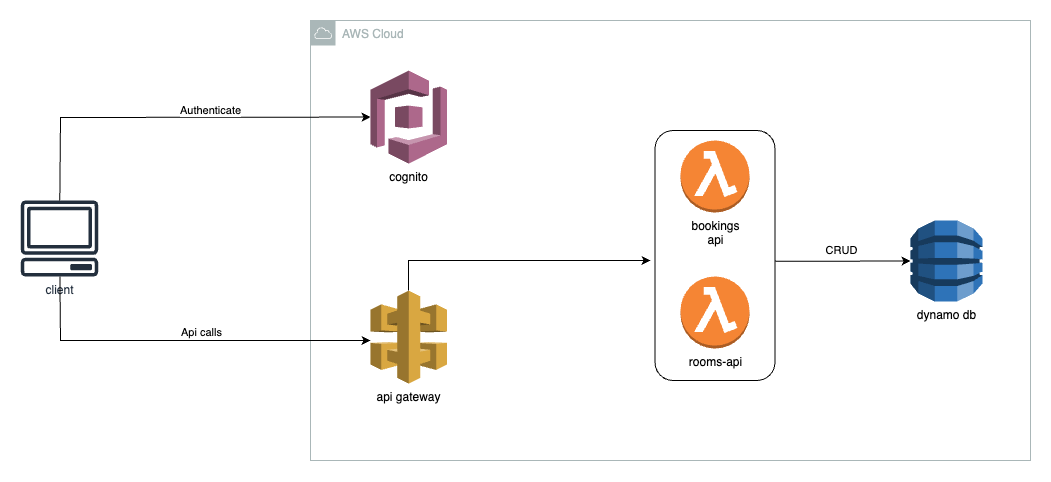 AWS Cloud
Authenticate
cognito
bookings
api
CRUD
client
dynamo db
Api calls
rooms-api
api gateway